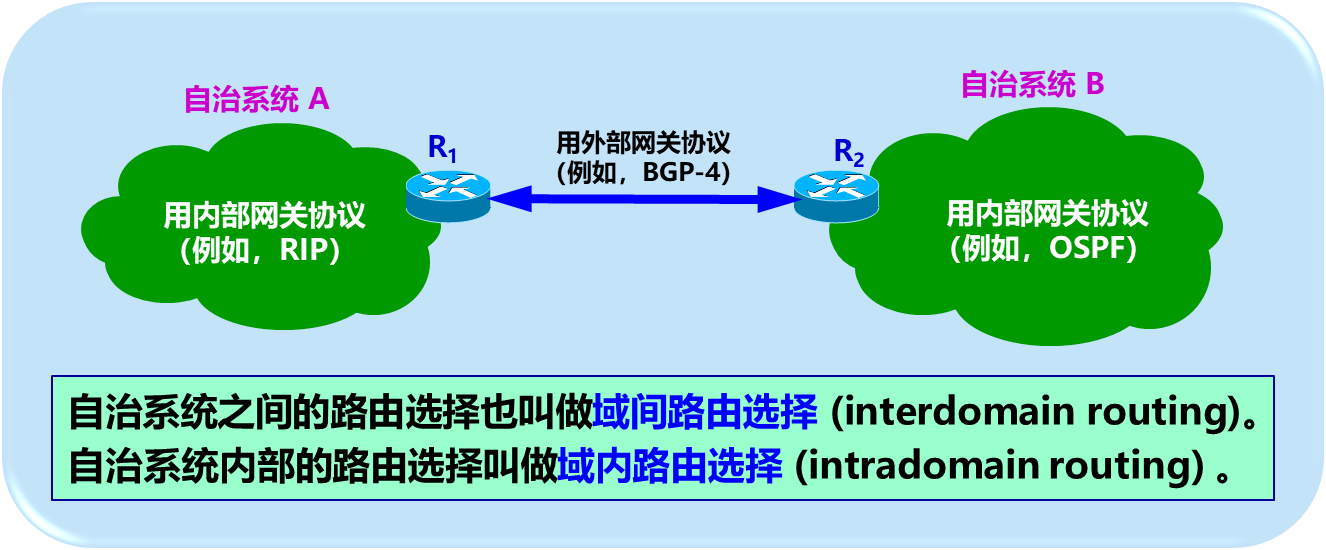 自治系统 A
自治系统 B
R1
用外部网关协议
（例如，BGP-4）
R2
用内部网关协议
（例如，RIP）
用内部网关协议
（例如，OSPF）
自治系统之间的路由选择也叫做域间路由选择 (interdomain routing)。
自治系统内部的路由选择叫做域内路由选择 (intradomain routing) 。